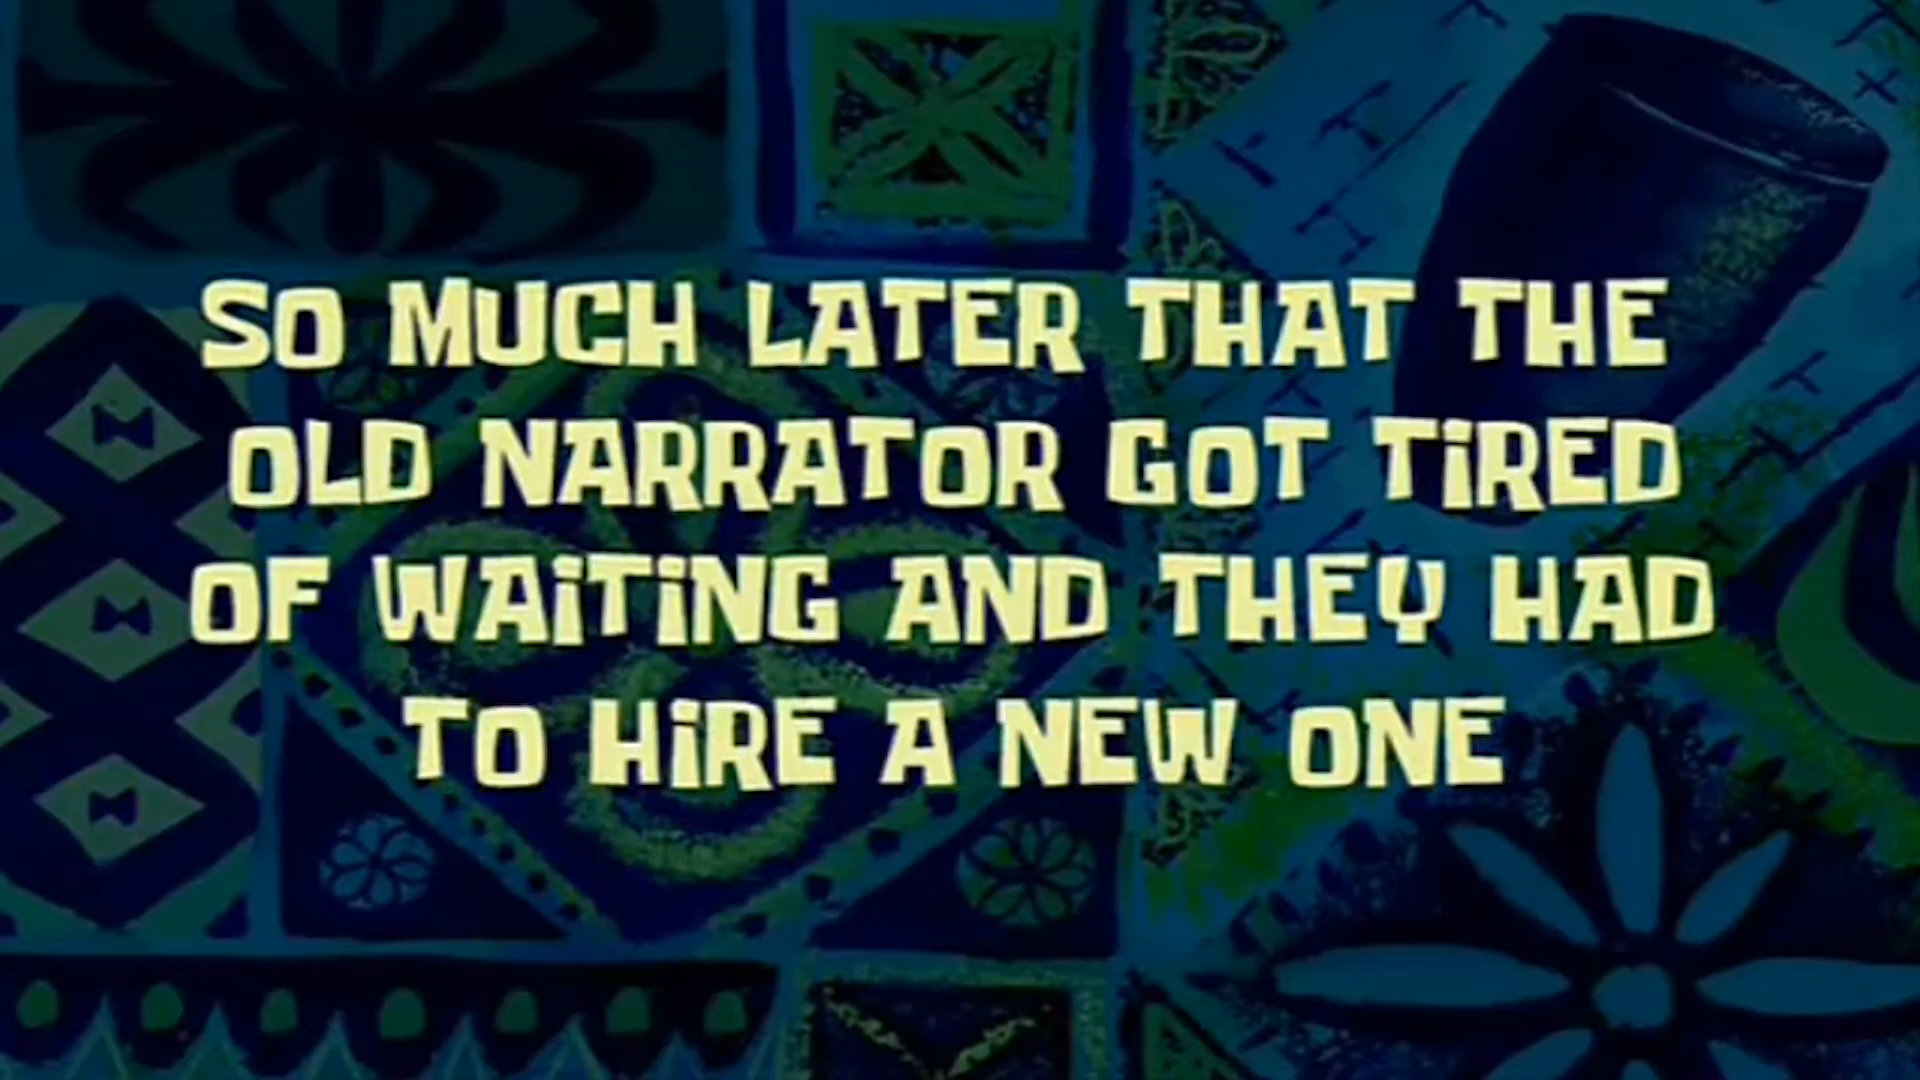 SO MUCH LATER THAT THE
OLD NARRATOR GOT TiRED
OF WAiTiNG AND THEY HAD
TO HiRE A NEW ONE